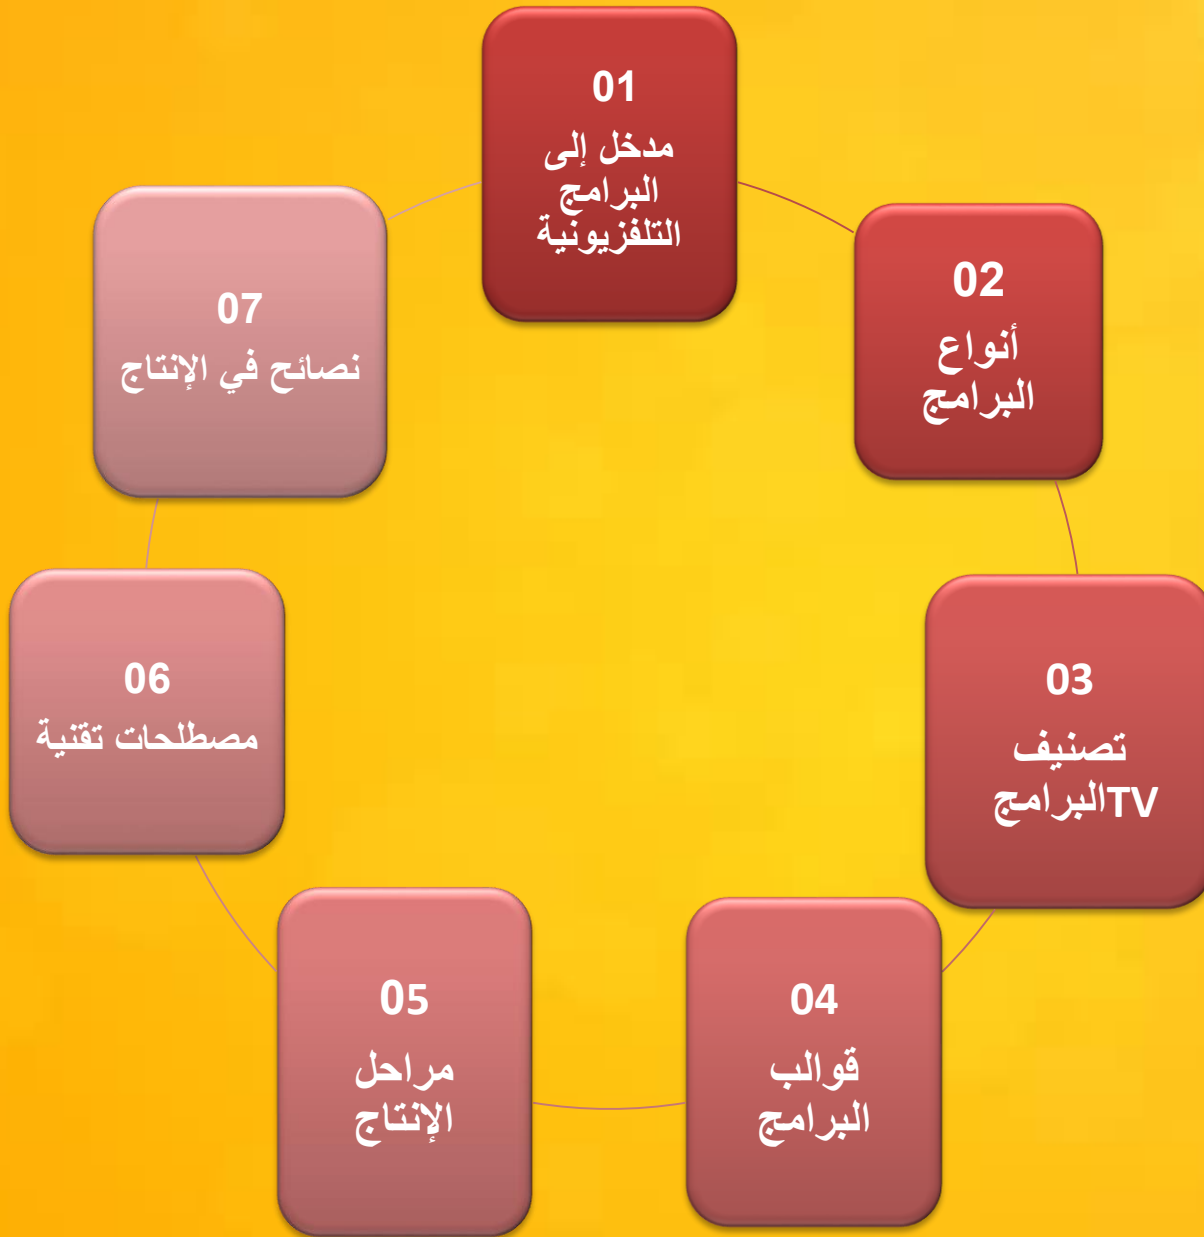 01
مدخل إلى
البرامج
التلفزيونية
02
أنواع
البرامج
03
تصنيف
البرامجTV
04
قوالب
البرامج
05
مراحل
الإنتاج
06
مصطلحات تقنية
07
نصائح في الإنتاج